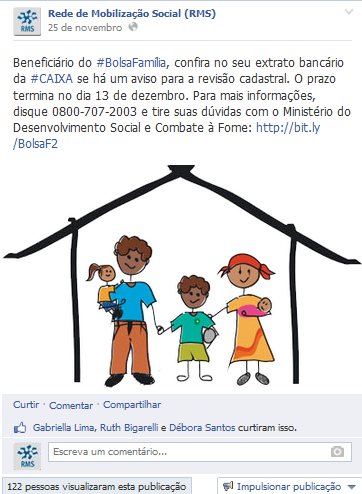 Rede de Mobilização Social (RMS)
25 de novembro
RMS
Beneficiário do #BolsaFamília, confira no seu extrato bancário
da #CAIXA se há um aviso para a revisão cadastral. O prazo
termina no dia 13 de dezembro. Para mais informações,
disque 0800-707-2003 e tire suas dúvidas com o Ministério do
Desenvolvimento Social e Combate à Fome: http://bit.ly
/BolsaF2
Curtir · Comentar · Compartilhar
Gabriella Lima, Ruth Bigarelli e Débora Santos curtiram isso.
RMS
Escreva um comentário...
122 pessoas visualizaram esta publicação
Impulsionar publicação